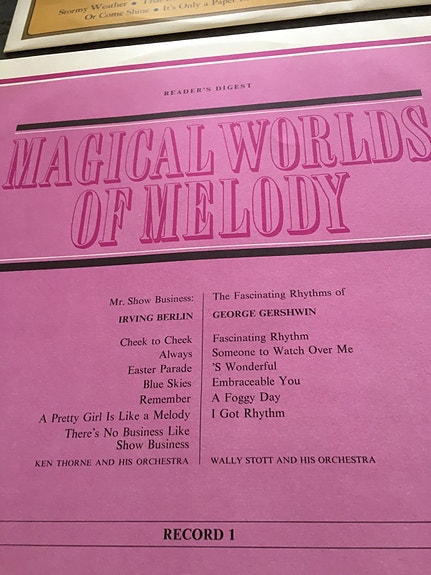 Stormy Weather •
Or Come Shine • It's Only a Paper
READER'S DIGEST
MAGICAL WORLDS
OF MELODY
Mr. Show Business:
IRVING BERLIN
Cheek to Cheek
Always
Easter Parade
Blue Skies
Remember
A Pretty Girl Is Like a Melody
There's No Business Like
Show Business
KEN THORNE AND HIS ORCHESTRA
The Fascinating Rhythms of
GEORGE GERSHWIN
Fascinating Rhythm
Someone to Watch Over Me
'S Wonderful
Embraceable You
A Foggy Day
I Got Rhythm
WALLY STOTT AND HIS ORCHESTRA
RECORD 1